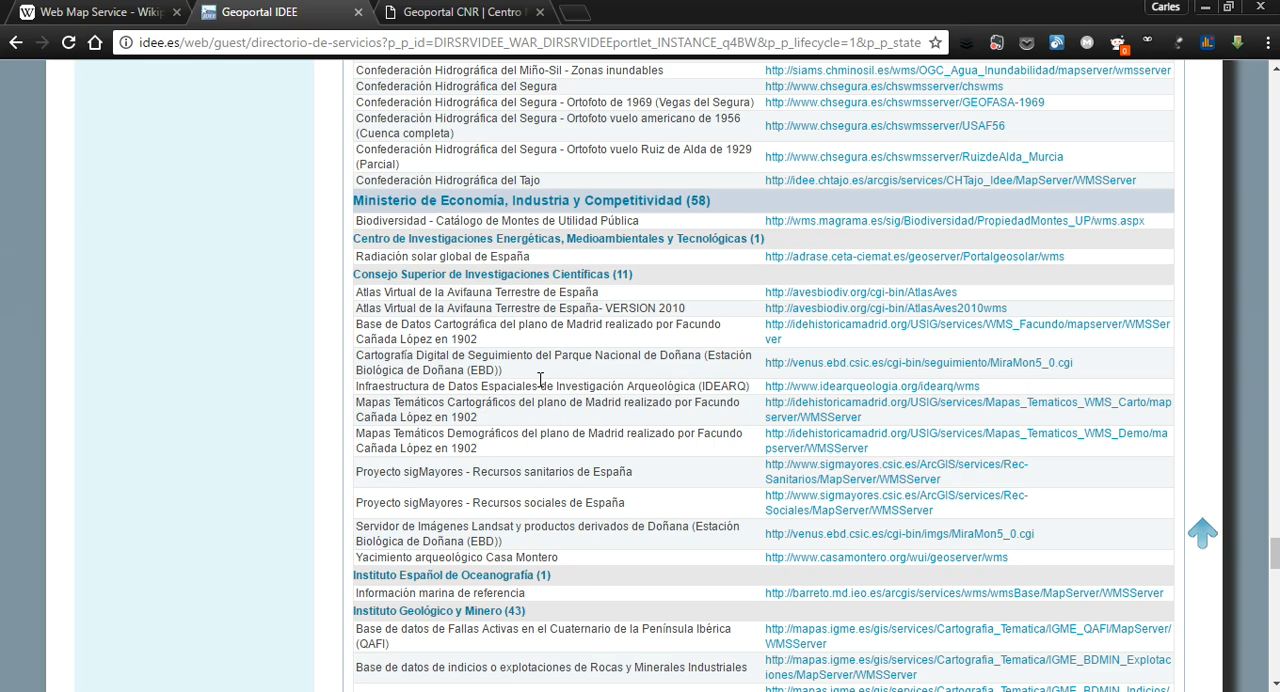 Web Map Service - Wikip
Geoportal IDEE
Geoportal CNR | Centro
Carles
idee.es/web/guest/directorio-de-servicios?p_p_id=DIRSRVIDEE_WAR_DIRSRVIDEEportlet_INSTANCE_q4BW&p_p_lifecycle=1&p_p_state
Confederación Hidrográfica del Miño-Sil - Zonas inundables http://siams.chminosil.es/wms/OGC_Agua_Inundabilidad/mapserver/wmsserver
Confederación Hidrográfica del Segura http://www.chsegura.es/chswmsserver/chswms
Confederación Hidrográfica del Segura - Ortofoto de 1969 (Vegas del Segura) http://www.chsegura.es/chswmsserver/GEOFASA-1969
Confederación Hidrográfica del Segura - Ortofoto vuelo americano de 1956
(Cuenca completa)
http://www.chsegura.es/chswmsserver/USAF56
Confederación Hidrográfica del Segura - Ortofoto vuelo Ruiz de Alda de 1929
(Parcial)
http://www.chsegura.es/chswmsserver/RuizdeAlda_Murcia
Confederación Hidrográfica del Tajo http://idee.chtajo.es/arcgis/services/CHTajo_Idee/MapServer/WMSServer
Ministerio de Economía, Industria y Competitividad (58)
Biodiversidad - Catálogo de Montes de Utilidad Pública http://wms.magrama.es/sig/Biodiversidad/PropiedadMontes_UP/wms.aspx
Centro de Investigaciones Energéticas, Medioambientales y Tecnológicas (1)
Radiación solar global de España http://adrase.ceta-ciemat.es/geoserver/Portalgeosolar/wms
Consejo Superior de Investigaciones Científicas (11)
Atlas Virtual de la Avifauna Terrestre de España http://avesbiodiv.org/cgi-bin/AtlasAves
Atlas Virtual de la Avifauna Terrestre de España- VERSION 2010 http://avesbiodiv.org/cgi-bin/AtlasAves2010wms
Base de Datos Cartográfica del plano de Madrid realizado por Facundo
Cañada López en 1902
http://idehistoricamadrid.org/USIG/services/WMS_Facundo/mapserver/WMSSer
ver
Cartografía Digital de Seguimiento del Parque Nacional de Doñana (Estación
Biológica de Doñana (EBD))
http://venus.ebd.csic.es/cgi-bin/seguimiento/MiraMon5_0.cgi
Infraestructura de Datos Espaciales de Investigación Arqueológica (IDEARQ) http://www.idearqueologia.org/idearq/wms
Mapas Temáticos Cartográficos del plano de Madrid realizado por Facundo
Cañada López en 1902
http://idehistoricamadrid.org/USIG/services/Mapas_Tematicos_WMS_Carto/map
server/WMSServer
Mapas Temáticos Demográficos del plano de Madrid realizado por Facundo
Cañada López en 1902
http://idehistoricamadrid.org/USIG/services/Mapas_Tematicos_WMS_Demo/ma
pserver/WMSServer
Proyecto sigMayores - Recursos sanitarios de España
http://www.sigmayores.csic.es/ArcGIS/services/Rec-
Sanitarios/MapServer/WMSServer
Proyecto sigMayores - Recursos sociales de España
http://www.sigmayores.csic.es/ArcGIS/services/Rec-
Sociales/MapServer/WMSServer
Servidor de Imágenes Landsat y productos derivados de Doñana (Estación
Biológica de Doñana (EBD))
http://venus.ebd.csic.es/cgi-bin/imgs/MiraMon5_0.cgi
Yacimiento arqueológico Casa Montero http://www.casamontero.org/wui/geoserver/wms
Instituto Español de Oceanografía (1)
Información marina de referencia http://barreto.md.ieo.es/arcgis/services/wms/wmsBase/MapServer/WMSServer
Instituto Geológico y Minero (43)
Base de datos de Fallas Activas en el Cuaternario de la Península Ibérica
(QAFI)
http://mapas.igme.es/gis/services/Cartografia_Tematica/IGME_QAFI/MapServer/
WMSServer
Base de datos de indicios o explotaciones de Rocas y Minerales Industriales
http://mapas.igme.es/gis/services/Cartografia_Tematica/IGME_BDMIN_Explotac
iones/MapServer/WMSServer
http://mapas.igme.es/gis/services/Cartografia_Tematica/IGME_BDMIN_Indicios/